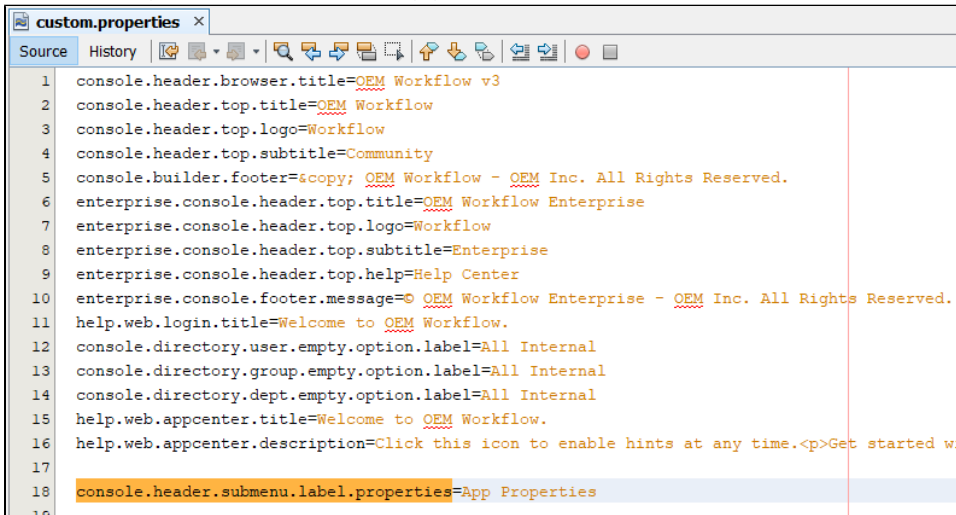 custom.properties ×
Source History
1 console.header.browser.title=OEM Workflow v3
2 console.header.top.title=OEM Workflow
3 console.header.top.logo=Workflow
4 console.header.top.subtitle=Community
5 console.builder.footer=&copy; OEM Workflow - OEM Inc. All Rights Reserved.
6 enterprise.console.header.top.title=OEM Workflow Enterprise
7 enterprise.console.header.top.logo=Workflow
8 enterprise.console.header.top.subtitle=Enterprise
9 enterprise.console.header.top.help=Help Center
10 enterprise.console.footer.message=© OEM Workflow Enterprise - OEM Inc. All Rights Reserved.
11 help.web.login.title=Welcome to OEM Workflow.
12 console.directory.user.empty.option.label=All Internal
13 console.directory.group.empty.option.label=All Internal
14 console.directory.dept.empty.option.label=All Internal
15 help.web.appcenter.title=Welcome to OEM Workflow.
16 help.web.appcenter.description=Click this icon to enable hints at any time.<p>Get started w
17
18 console.header.submenu.label.properties=App Properties
19